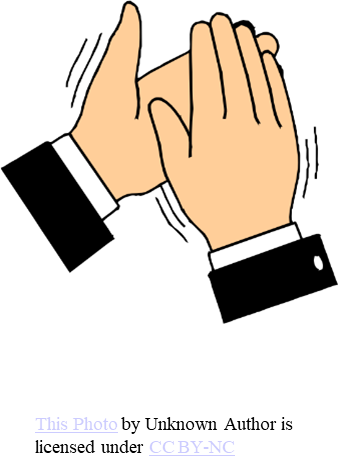 This Photo by Unknown Author is
licensed under CC BY-NC